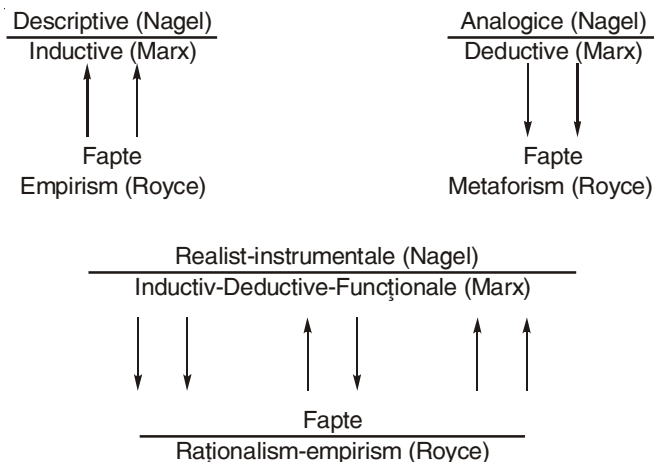 Descriptive (Nagel)
Inductive (Marx)
Fapte
Empirism (Royce)
Analogice (Nagel)
Deductive (Marx)
Fapte
Metaforism (Royce)
Realist-instrumentale (Nagel)
Inductiv-Deductive-Funcţionale (Marx)
Fapte
Raţionalism-empirism (Royce)